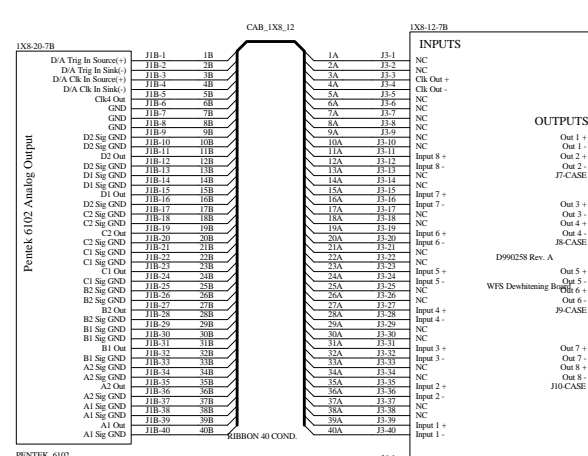 CAB_1X8_12
1X8-20-7B
1X8-12-7B
INPUTS
OUTPUTS
Pentek 6102 Analog Output
D/A Trig In Source(+) J1B-1 1B 1A J3-1 NC
D/A Trig In Sink(-) J1B-2 2B 2A J3-2 NC
D/A Clk In Source(+) J1B-3 3B 3A J3-3 Clk Out +
D/A Clk In Sink(-) J1B-4 4B 4A J3-4 Clk Out -
Clk4 Out J1B-5 5B 5A J3-5 NC
GND J1B-6 6B 6A J3-6 NC
GND J1B-7 7B 7A J3-7 NC
GND J1B-8 8B 8A J3-8 NC
D2 Sig GND J1B-9 9B 9A J3-9 NC
D2 Sig GND J1B-10 10B 10A J3-10 NC
D2 Out J1B-11 11B 11A J3-11 Input 8 +
D2 Sig GND J1B-12 12B 12A J3-12 Input 8 -
D1 Sig GND J1B-13 13B 13A J3-13 NC
D1 Sig GND J1B-14 14B 14A J3-14 NC
D1 Out J1B-15 15B 15A J3-15 Input 7 +
D2 Sig GND J1B-16 16B 16A J3-16 Input 7 -
C2 Sig GND J1B-17 17B 17A J3-17 NC
C2 Sig GND J1B-18 18B 18A J3-18 NC
C2 Out J1B-19 19B 19A J3-19 Input 6 +
C2 Sig GND J1B-20 20B 20A J3-20 Input 6 -
C1 Sig GND J1B-21 21B 21A J3-21 NC
C1 Sig GND J1B-22 22B 22A J3-22 NC
C1 Out J1B-23 23B 23A J3-23 Input 5 +
C1 Sig GND J1B-24 24B 24A J3-24 Input 5 -
B2 Sig GND J1B-25 25B 25A J3-25 NC
B2 Sig GND J1B-26 26B 26A J3-26 NC
B2 Out J1B-27 27B 27A J3-27 Input 4 +
B2 Sig GND J1B-28 28B 28A J3-28 Input 4 -
B1 Sig GND J1B-29 29B 29A J3-29 NC
B1 Sig GND J1B-30 30B 30A J3-30 NC
B1 Out J1B-31 31B 31A J3-31 Input 3 +
B1 Sig GND J1B-32 32B 32A J3-32 Input 3 -
A2 Sig GND J1B-33 33B 33A J3-33 NC
A2 Sig GND J1B-34 34B 34A J3-34 NC
A2 Out J1B-35 35B 35A J3-35 Input 2 +
A2 Sig GND J1B-36 36B 36A J3-36 Input 2 -
A1 Sig GND J1B-37 37B 37A J3-37 NC
A1 Sig GND J1B-38 38B 38A J3-38 NC
A1 Out J1B-39 39B 39A J3-39 Input 1 +
A1 Sig GND J1B-40 40B 40A J3-40 Input 1 -
RIBBON 40 COND.
Out 1 +
Out 1 -
Out 2 +
Out 2 -
J7-CASE
Out 3 +
Out 3 -
Out 4 +
Out 4 -
J8-CASE
D990258 Rev. A
WFS Dewhitening Board
Out 5 +
Out 5 -
Out 6 +
Out 6 -
J9-CASE
Out 7 +
Out 7 -
Out 8 +
Out 8 -
J10-CASE
PENTEK_6102